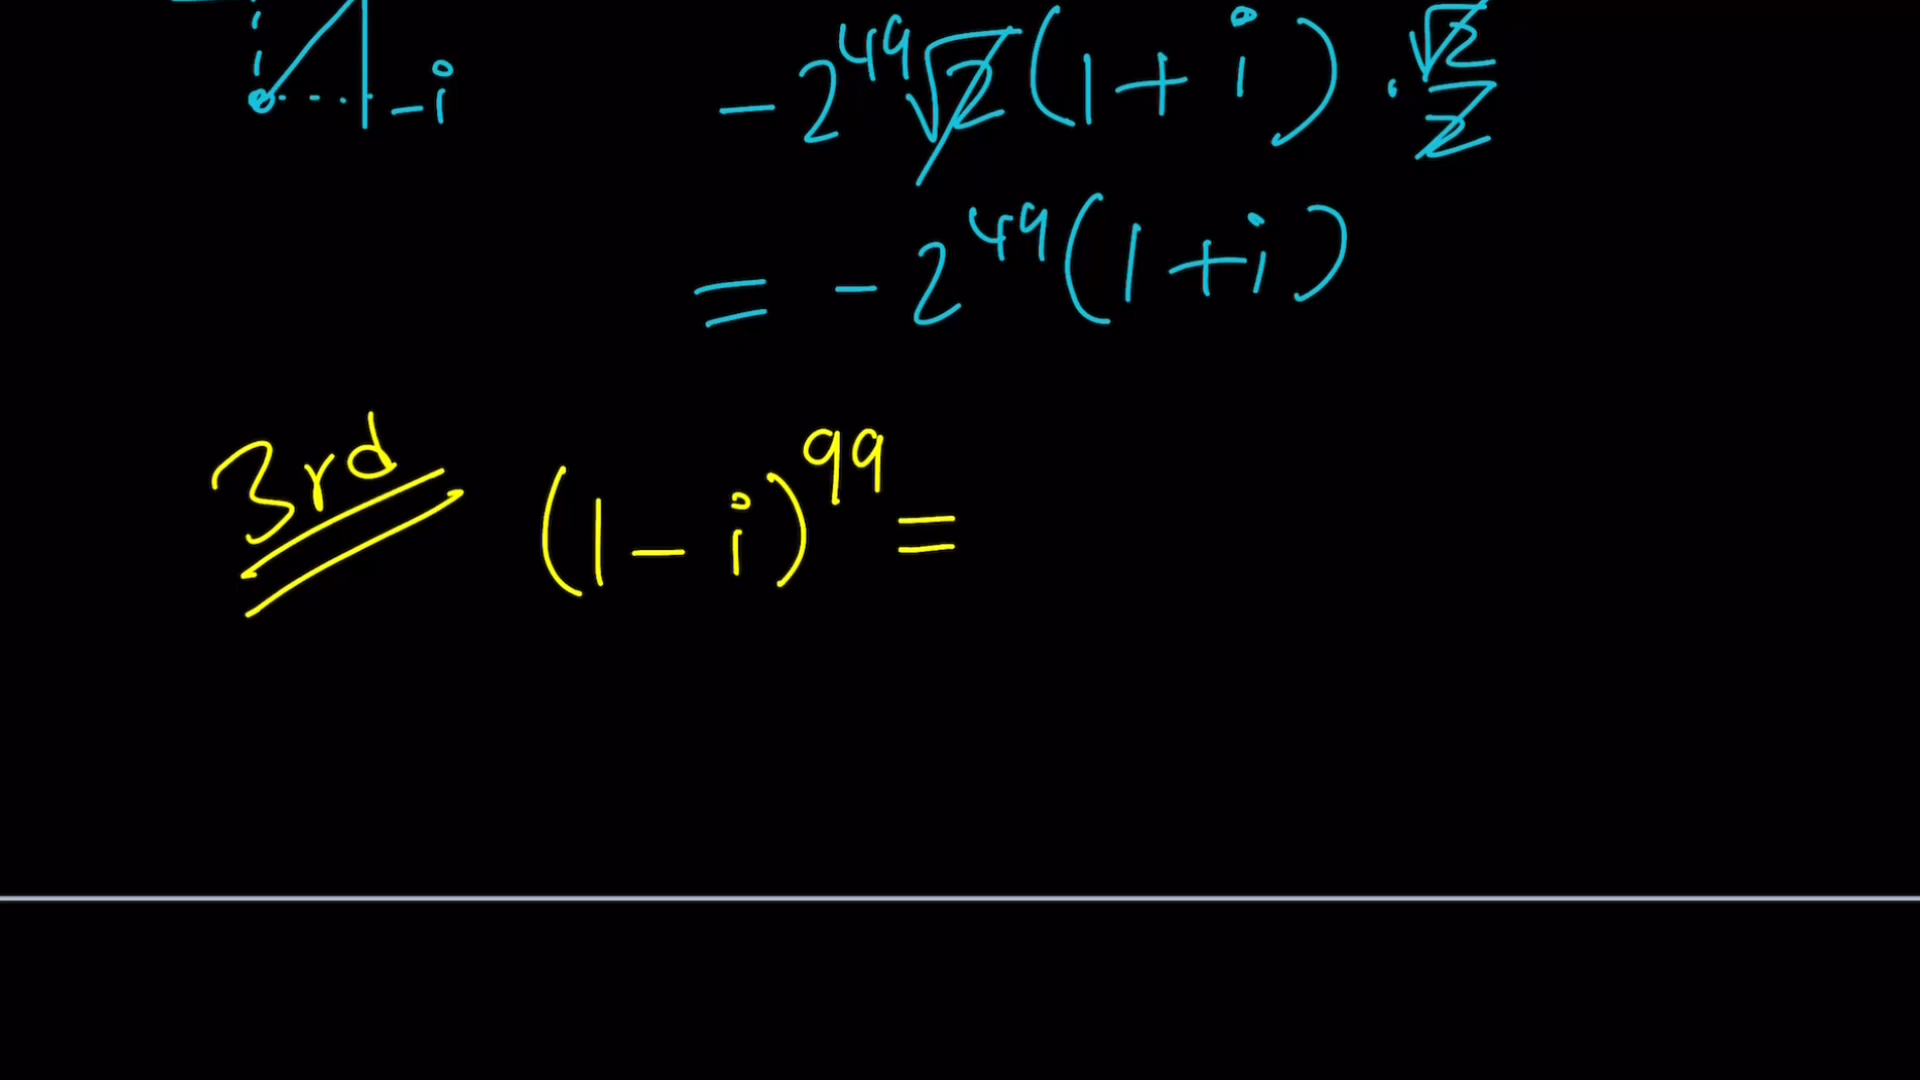 -i
-2^49 √2 (1 + i) · √2/2
= -2^49 (1 + i)
3rd (1 - i)^99 =